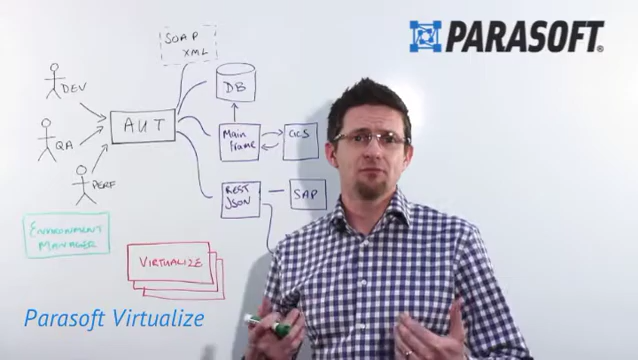 SOAP
XML
PARASOFT
DEV
DB
AUT
QA
Main
frame
CICS
PERF
REST
JSON
SAP
ENVIRONMENT
MANAGER
VIRTUALIZE
Parasoft Virtualize